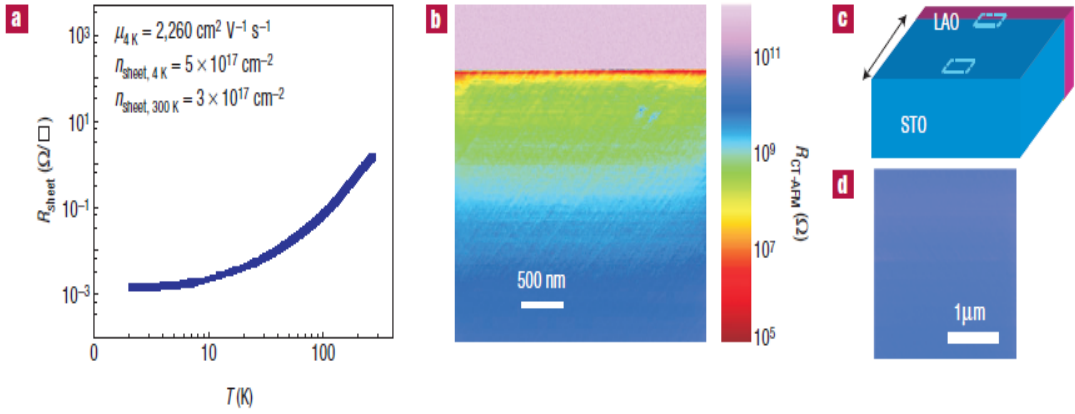 a
μ4 K = 2,260 cm² V⁻¹ s⁻¹
nsheet, 4 K = 5 × 10¹⁷ cm⁻²
nsheet, 300 K = 3 × 10¹⁷ cm⁻²
10³
10¹
10⁻¹
10⁻³
Rsheet (Ω/□)
0
10
100
T (K)
b
500 nm
10¹¹
10⁹
10⁷
10⁵
RCT-AFM (Ω)
c
LAO
STO
d
1μm